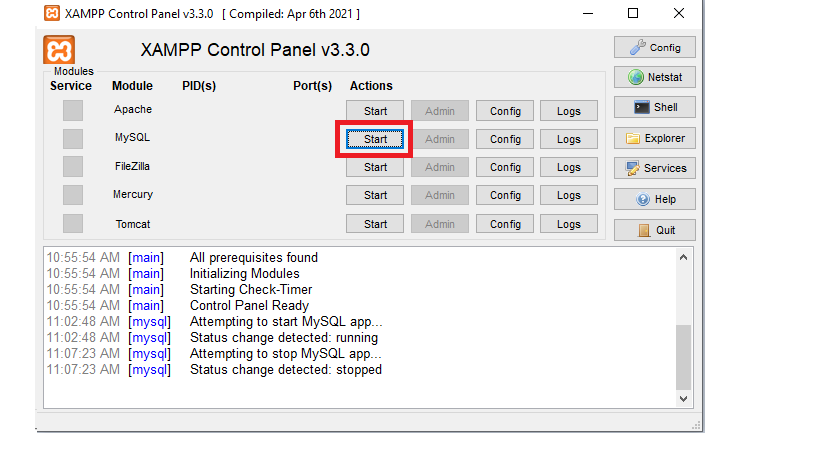 XAMPP Control Panel v3.3.0 [ Compiled: Apr 6th 2021 ]
XAMPP Control Panel v3.3.0
Config
Modules
Service Module PID(s) Port(s) Actions
Netstat
Apache Start Admin Config Logs
Shell
MySQL Start Admin Config Logs
Explorer
FileZilla Start Admin Config Logs
Services
Mercury Start Admin Config Logs
Help
Tomcat Start Admin Config Logs
Quit
10:55:54 AM [main] All prerequisites found
10:55:54 AM [main] Initializing Modules
10:55:54 AM [main] Starting Check-Timer
10:55:54 AM [main] Control Panel Ready
11:02:48 AM [mysql] Attempting to start MySQL app...
11:02:48 AM [mysql] Status change detected: running
11:07:23 AM [mysql] Attempting to stop MySQL app...
11:07:23 AM [mysql] Status change detected: stopped